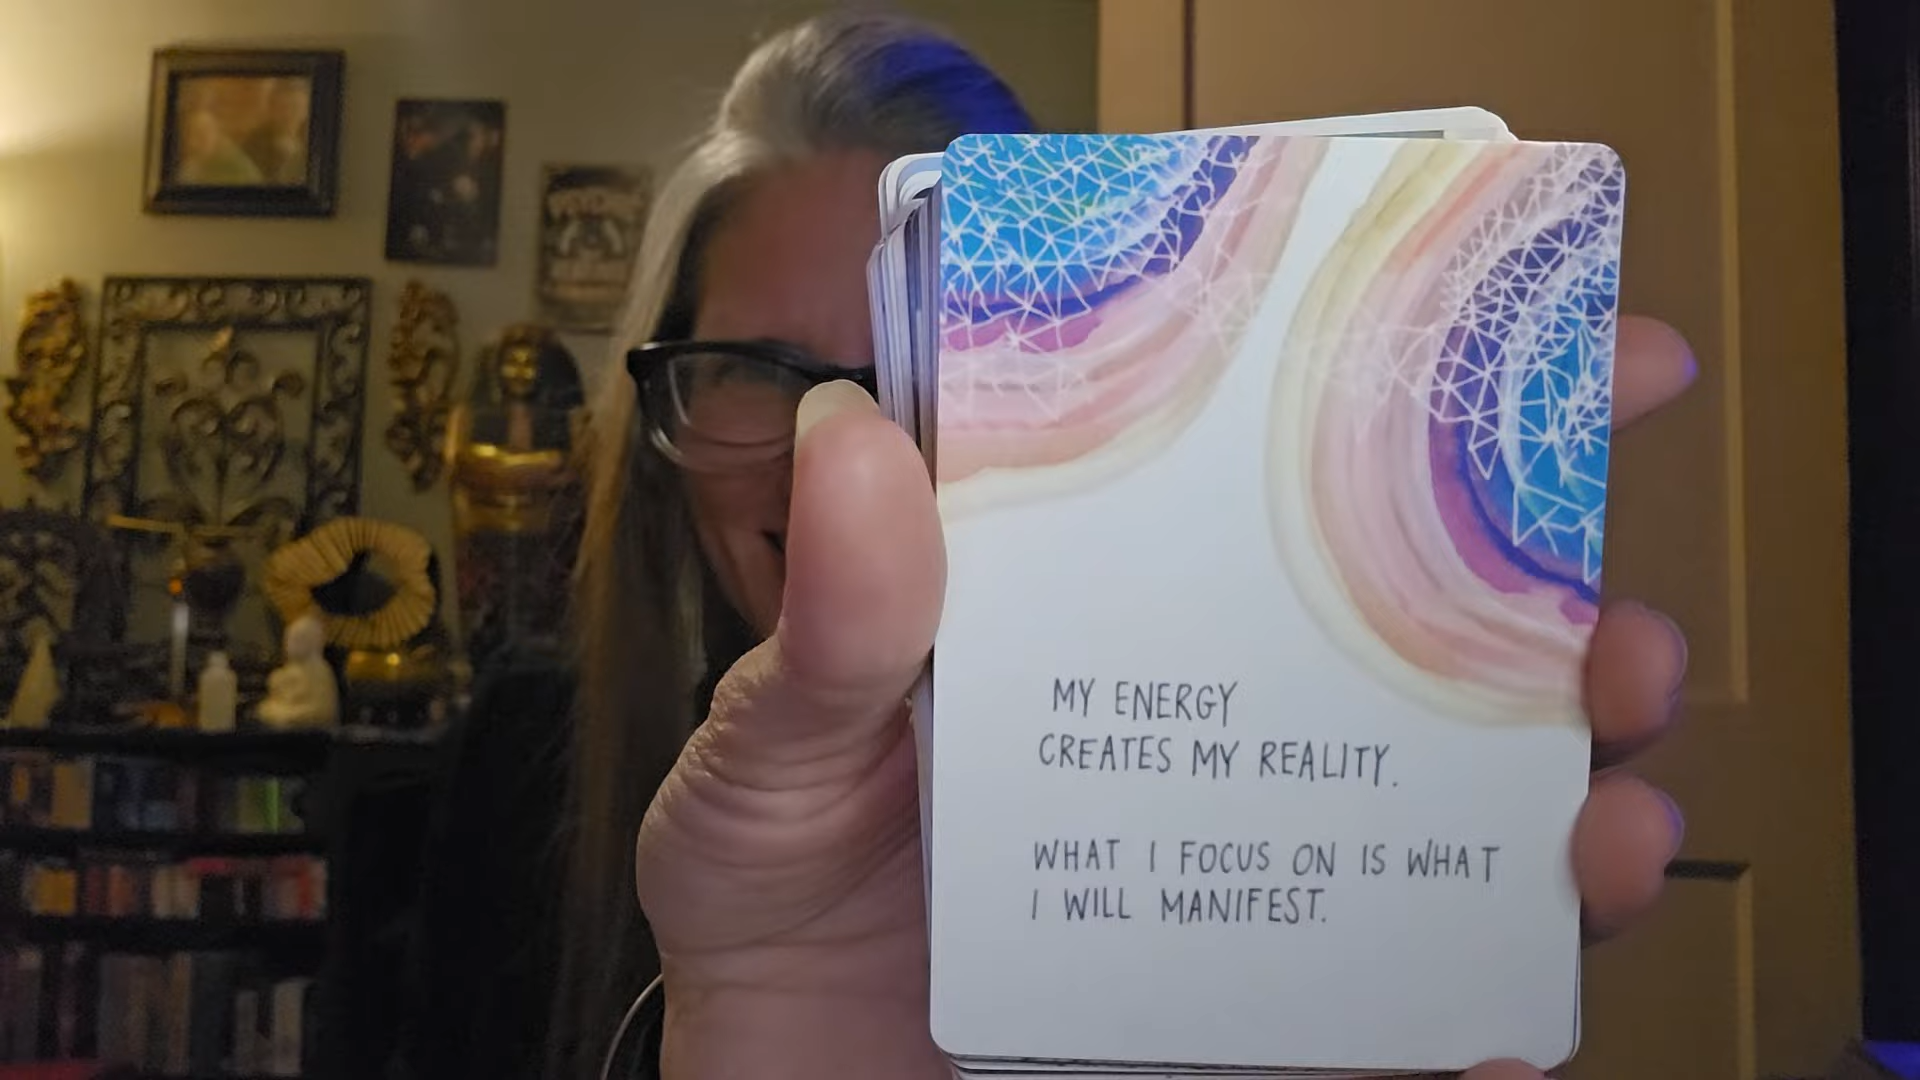 MY ENERGY
CREATES MY REALITY.
WHAT I FOCUS ON IS WHAT
I WILL MANIFEST.